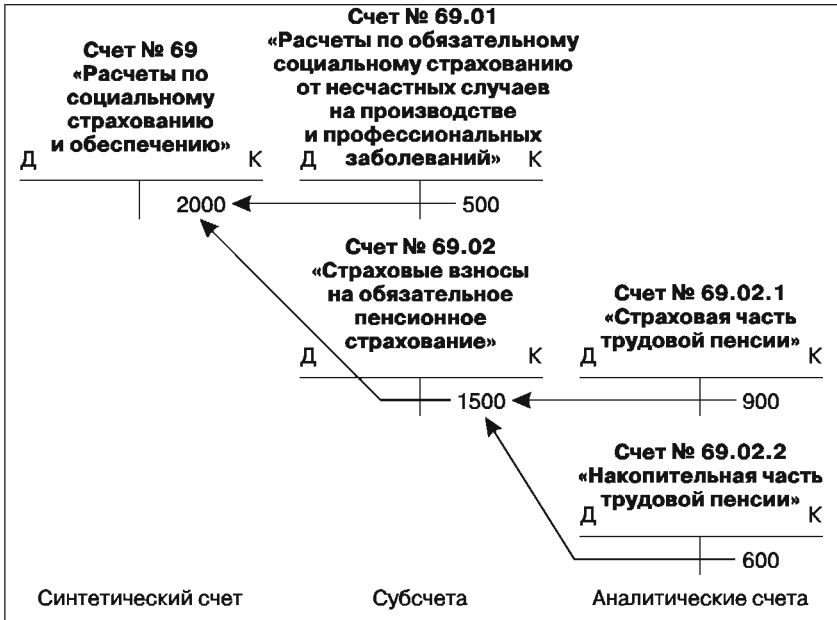 Счет № 69
«Расчеты по
социальному
страхованию
и обеспечению»
Д К
2000
Счет № 69.01
«Расчеты по обязательному
социальному страхованию
от несчастных случаев
на производстве
и профессиональных
Д заболеваний» К
500
Счет № 69.02
«Страховые взносы
на обязательное
пенсионное
страхование»
Д К
1500
Счет № 69.02.1
«Страховая часть
трудовой пенсии»
Д К
900
Счет № 69.02.2
«Накопительная часть
трудовой пенсии»
Д К
600
Синтетический счет Субсчета Аналитические счета